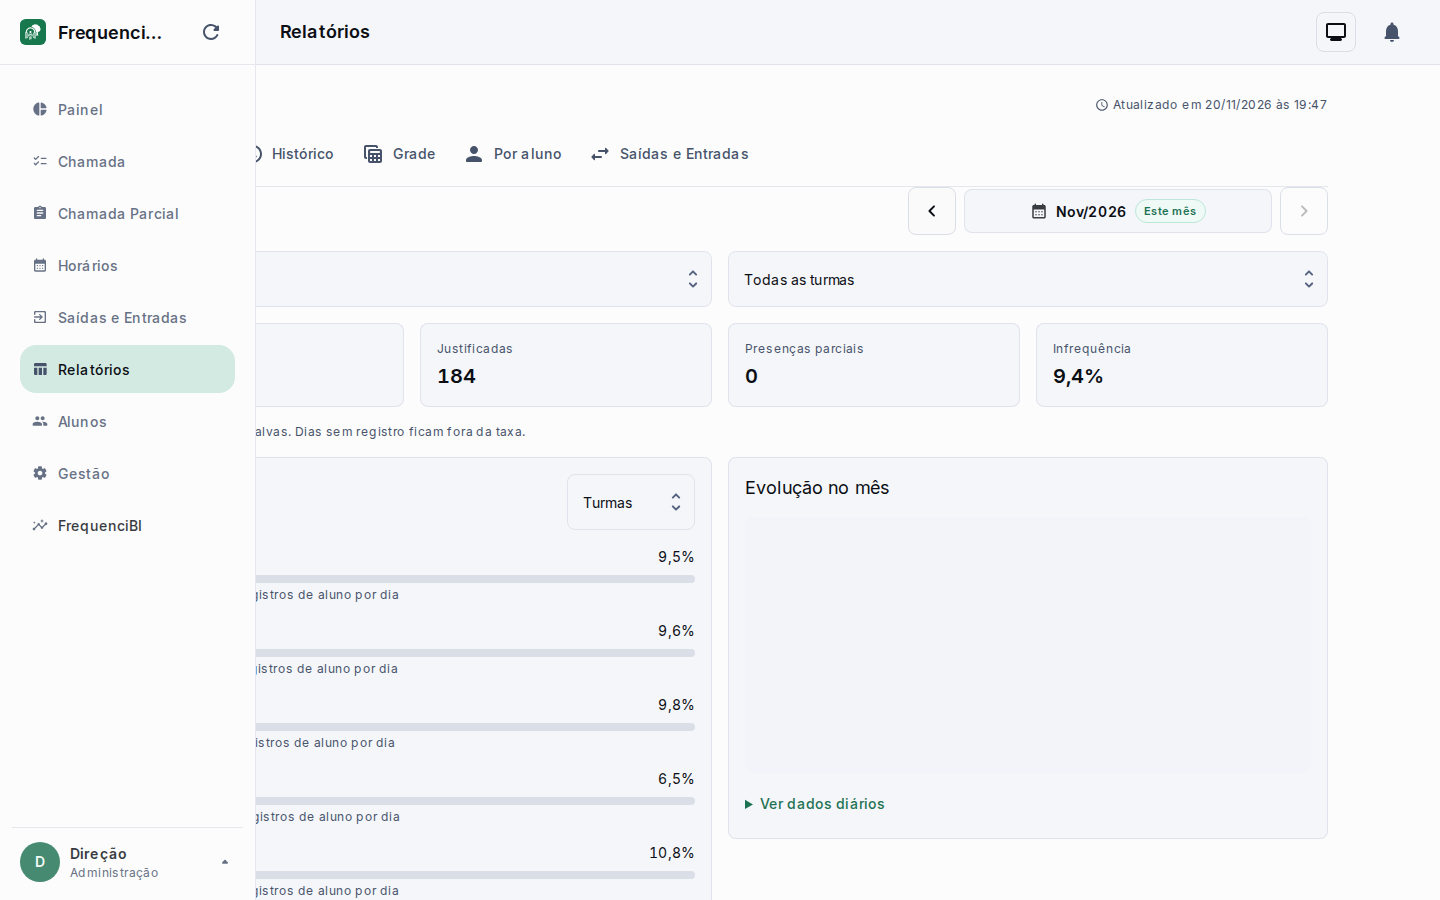 Frequenci...
Relatórios
Painel
Chamada
Chamada Parcial
Horários
Saídas e Entradas
Relatórios
Alunos
Gestão
FrequenciBI
D
Direção
Administração
Atualizado em 20/11/2026 às 19:47
Histórico
Grade
Por aluno
Saídas e Entradas
Nov/2026
Este mês
Todas as turmas
Justificadas
184
Presenças parciais
0
Infrequência
9,4%
alvas. Dias sem registro ficam fora da taxa.
Turmas
9,5%
gistros de aluno por dia
9,6%
gistros de aluno por dia
9,8%
istros de aluno por dia
6,5%
gistros de aluno por dia
10,8%
gistros de aluno por dia
Evolução no mês
Ver dados diários